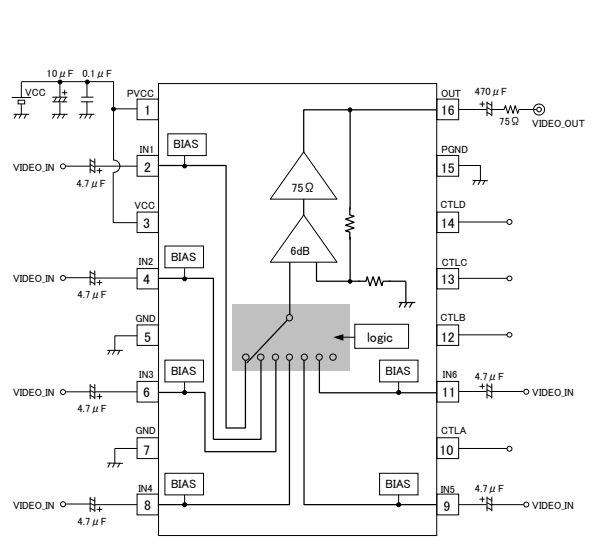 10μF 0.1μF
VCC
PVCC
1
IN1
VIDEO_IN
2
4.7μF
BIAS
VCC
3
IN2
VIDEO_IN
4
4.7μF
BIAS
GND
5
IN3
VIDEO_IN
6
4.7μF
BIAS
GND
7
IN4
VIDEO_IN
8
4.7μF
BIAS
75Ω
6dB
logic
OUT
16
470μF
75Ω
VIDEO_OUT
PGND
15
CTLD
14
CTLC
13
CTLB
12
BIAS
IN6
11
4.7μF
VIDEO_IN
CTLA
10
BIAS
IN5
9
4.7μF
VIDEO_IN